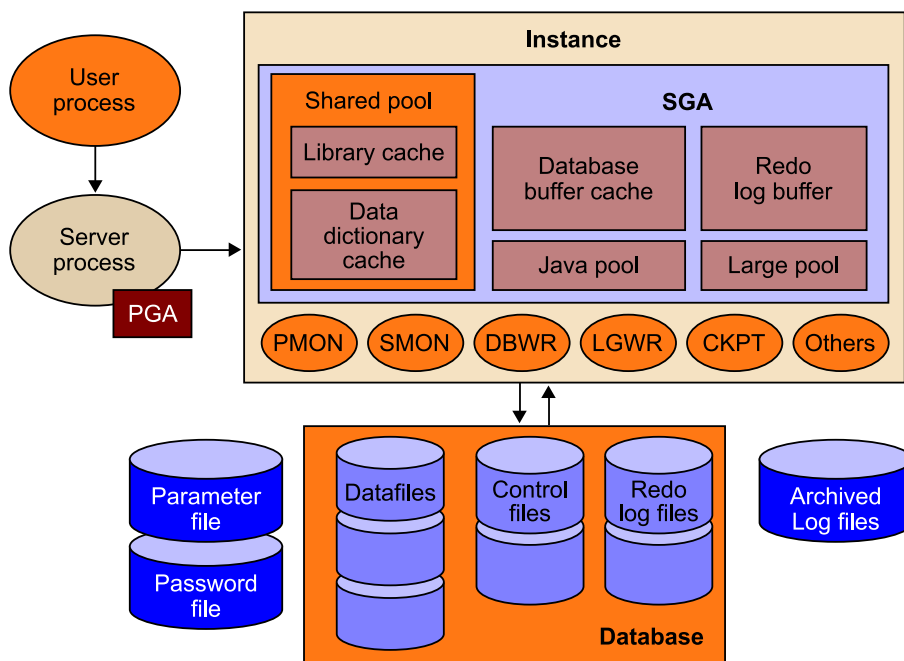 Instance
User
process
Shared pool
SGA
Library cache
Database
buffer cache
Redo
log buffer
Data
dictionary
cache
Server
process
Java pool
Large pool
PGA
PMON
SMON
DBWR
LGWR
CKPT
Others
Parameter
file
Datafiles
Control
files
Redo
log files
Archived
Log files
Password
file
Database